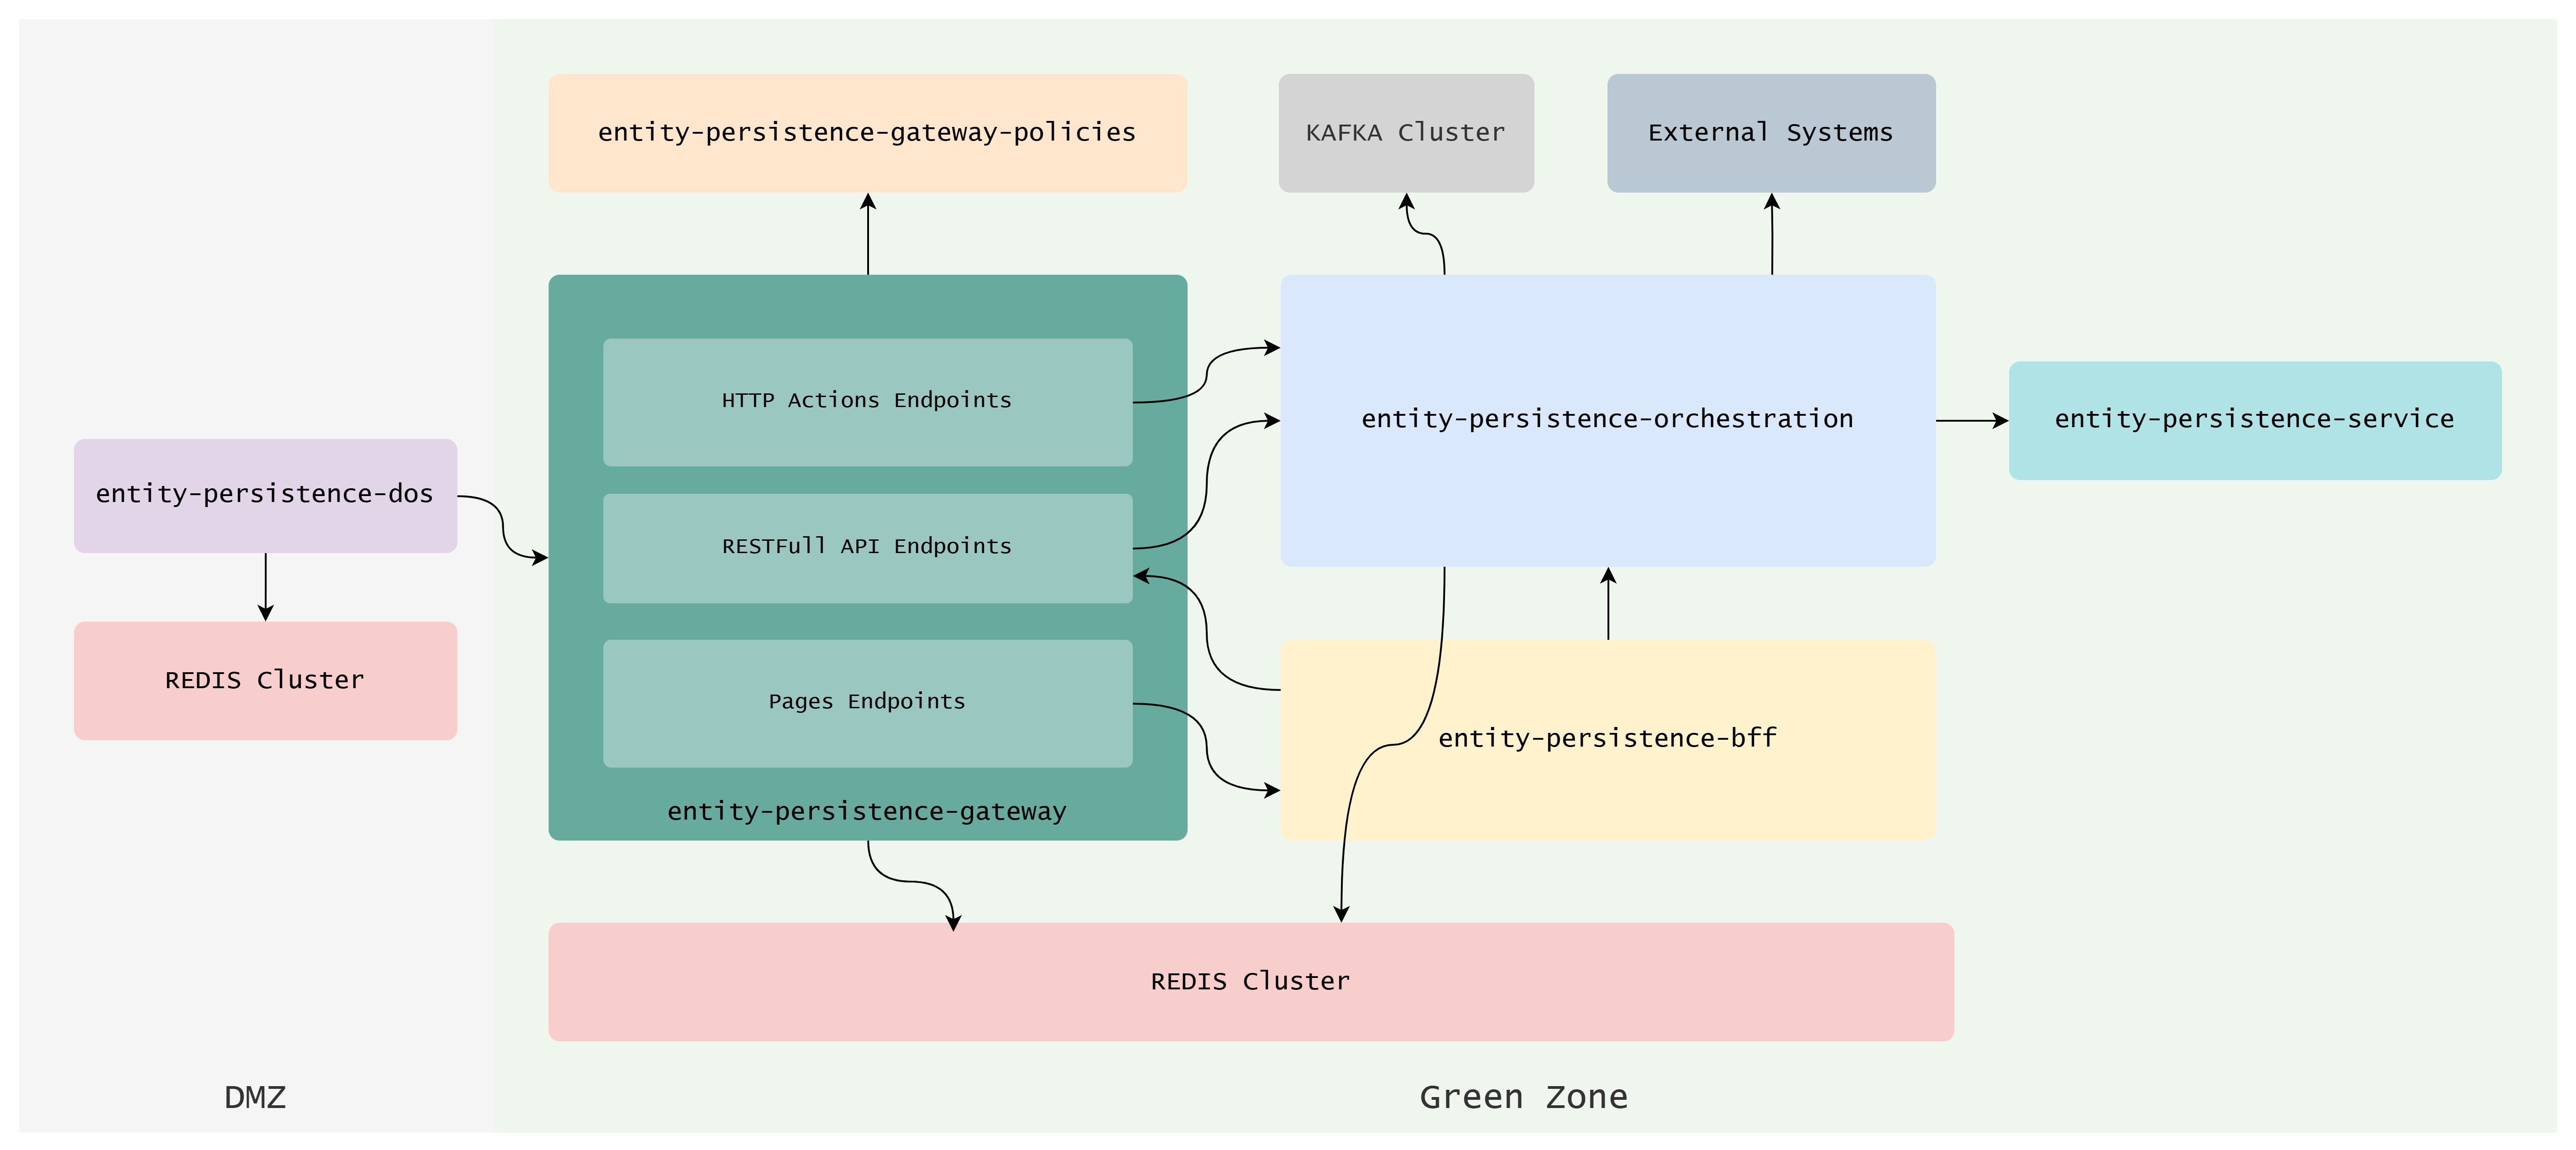 entity-persistence-gateway-policies
KAFKA Cluster
External Systems
HTTP Actions Endpoints
entity-persistence-orchestration
entity-persistence-service
entity-persistence-dos
RESTFull API Endpoints
REDIS Cluster
Pages Endpoints
entity-persistence-bff
entity-persistence-gateway
REDIS Cluster
DMZ
Green Zone